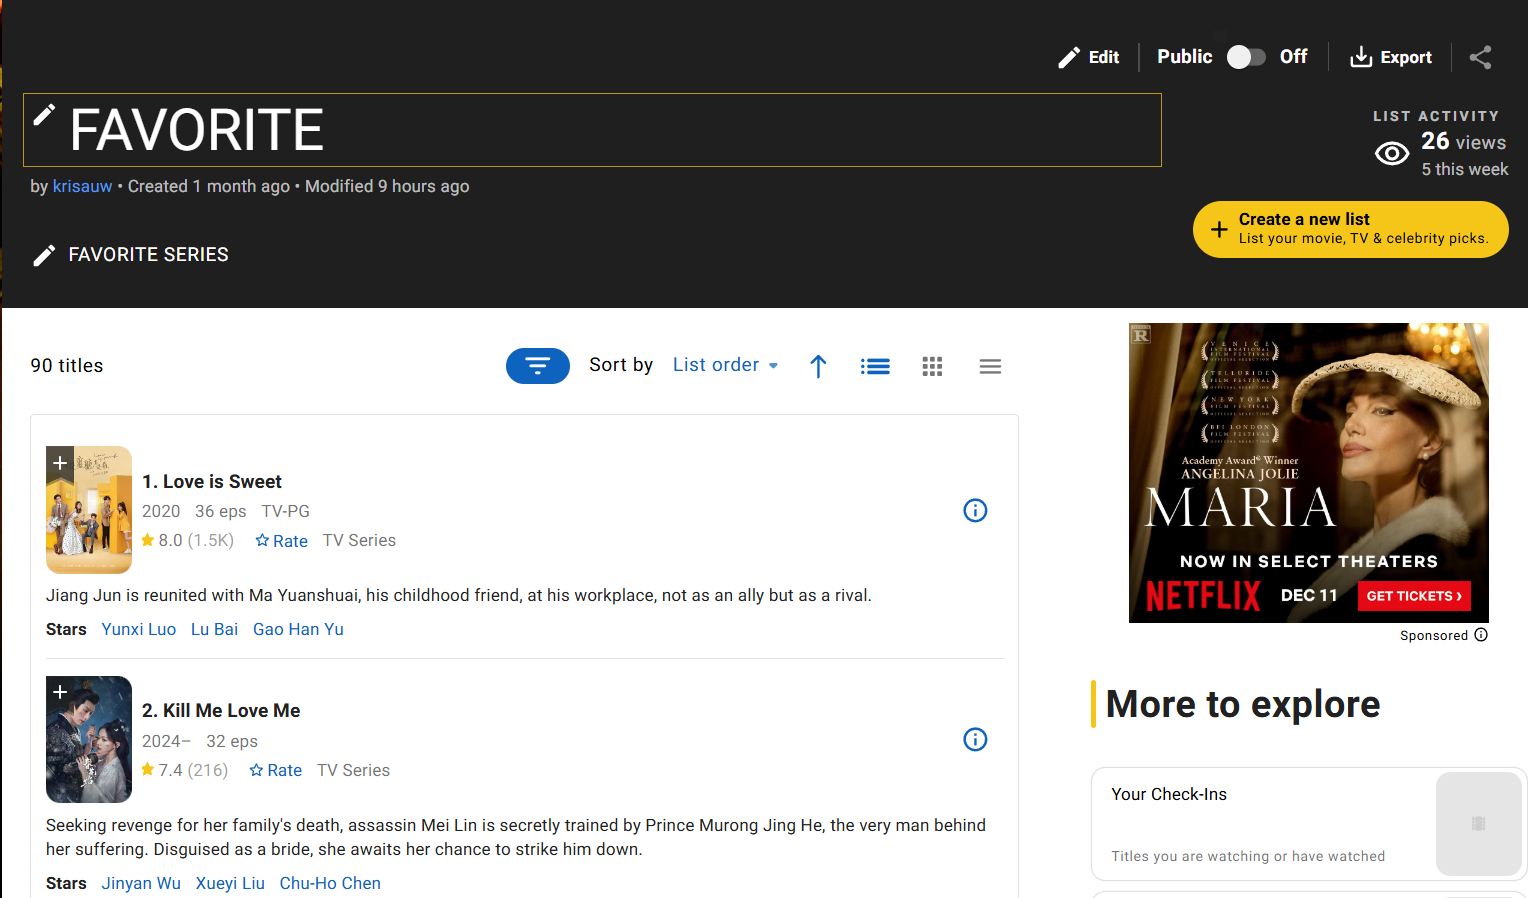 Edit
Public
Off
Export
FAVORITE
LIST ACTIVITY
26 views
5 this week
by krisauw • Created 1 month ago • Modified 9 hours ago
Create a new list
List your movie, TV & celebrity picks.
FAVORITE SERIES
90 titles
Sort by
List order
1. Love is Sweet
2020 36 eps TV-PG
8.0 (1.5K) Rate TV Series
Jiang Jun is reunited with Ma Yuanshuai, his childhood friend, at his workplace, not as an ally but as a rival.
Stars Yunxi Luo Lu Bai Gao Han Yu
2. Kill Me Love Me
2024– 32 eps
7.4 (216) Rate TV Series
Seeking revenge for her family's death, assassin Mei Lin is secretly trained by Prince Murong Jing He, the very man behind
her suffering. Disguised as a bride, she awaits her chance to strike him down.
Stars Jinyan Wu Xueyi Liu Chu-Ho Chen
R
VENICE
INTERNATIONAL
FILM FESTIVAL
OFFICIAL SELECTION
TELLURIDE
FILM FESTIVAL
OFFICIAL SELECTION
NEW YORK
FILM FESTIVAL
OFFICIAL SELECTION
BFI LONDON
FILM FESTIVAL
OFFICIAL SELECTION
Academy Award® Winner
ANGELINA JOLIE
MARIA
NOW IN SELECT THEATERS
NETFLIX
DEC 11
GET TICKETS ›
Sponsored
More to explore
Your Check-Ins
Titles you are watching or have watched